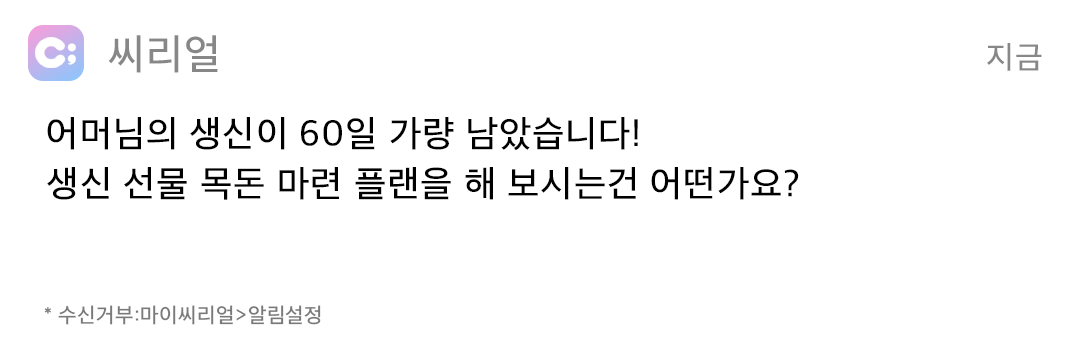 C;
씨리얼
지금
어머님의 생신이 60일 가량 남았습니다!
생신 선물 목돈 마련 플랜을 해 보시는건 어떤가요?
* 수신거부:마이씨리얼>알림설정